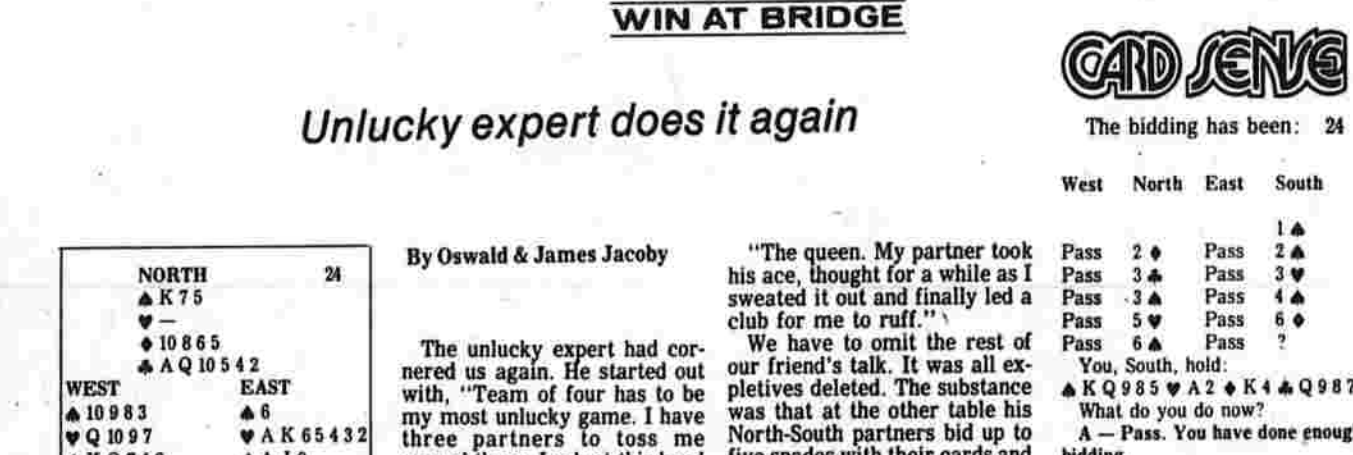 WIN AT BRIDGE
Unlucky expert does it again
NORTH 24
♠ K 7 5
♥ —
♦ 10 8 6 5
♣ A Q 10 5 4 2
WEST EAST
♠ 10 9 8 3 ♠ 6
♥ Q 10 9 7 ♥ A K 6 5 4 3 2
By Oswald & James Jacoby
The unlucky expert had cor-
nered us again. He started out
with, "Team of four has to be
my most unlucky game. I have
three partners to toss me
"The queen. My partner took
his ace, thought for a while as I
sweated it out and finally led a
club for me to ruff."
We have to omit the rest of
our friend's talk. It was all ex-
pletives deleted. The substance
was that at the other table his
North-South partners bid up to
five spades with their cards and
CARD SENSE
The bidding has been: 24
West North East South
1 ♠
Pass 2 ♦ Pass 2 ♠
Pass 3 ♣ Pass 3 ♥
Pass 3 ♠ Pass 4 ♠
Pass 5 ♥ Pass 6 ♦
Pass 6 ♠ Pass ?
You, South, hold:
♠ K Q 9 8 5 ♥ A 2 ♦ K 4 ♣ Q 9 8 7
What do you do now?
A — Pass. You have done enoug
bidding.